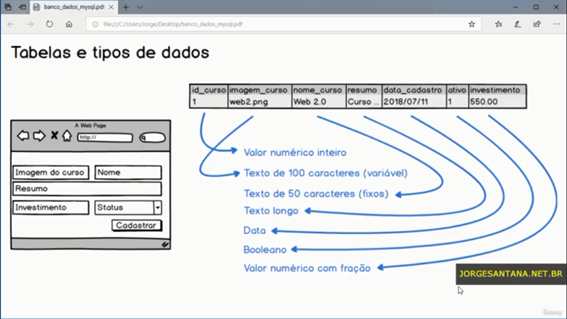 banco_dados_mysql.pdf
file:///C:/Users/Jorge/Desktop/banco_dados_mysql.pdf
Tabelas e tipos de dados
id_curso imagem_curso nome_curso resumo data_cadastro ativo investimento
1 web2.png Web 2.0 Curso ... 2018/07/11 1 550.00
A Web Page
http://
Imagem do curso Nome
Resumo
Investimento Status
Cadastrar
Valor numérico inteiro
Texto de 100 caracteres (variável)
Texto de 50 caracteres (fixos)
Texto longo
Data
Booleano
Valor numérico com fração
JORGESANTANA.NET.BR
Udemy